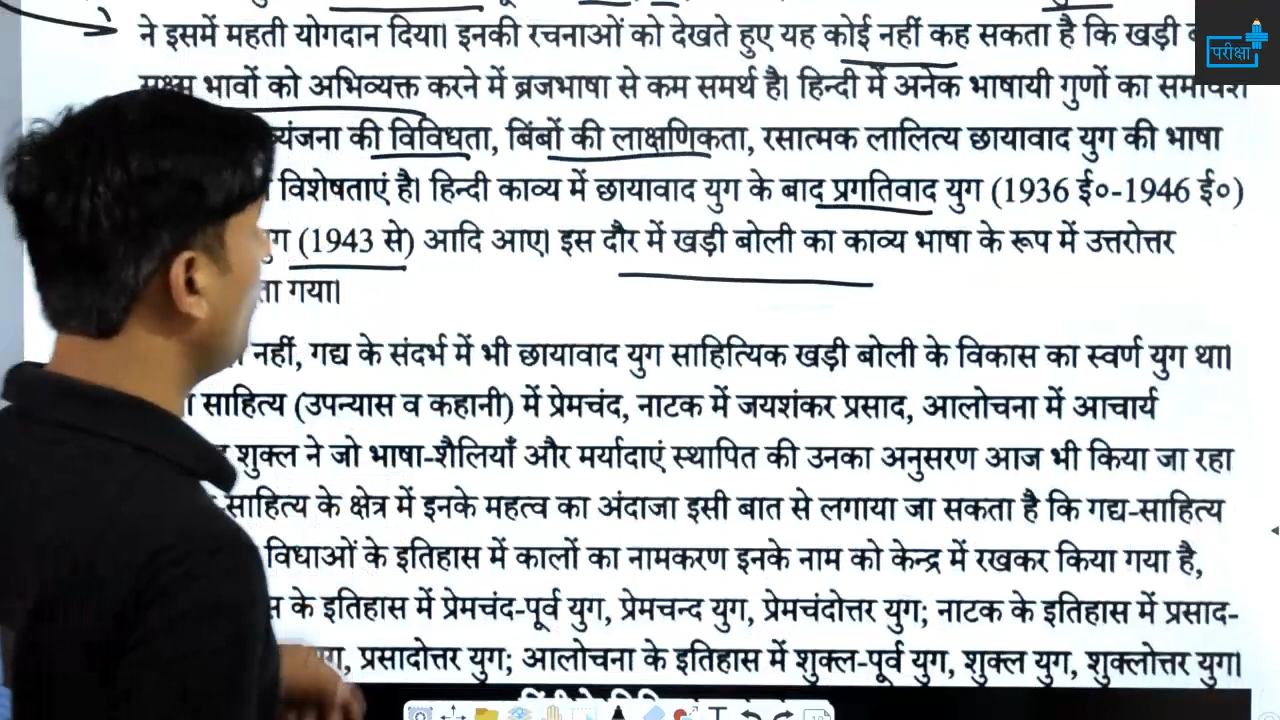 परीक्षा
ने इसमें महती योगदान दिया। इनकी रचनाओं को देखते हुए यह कोई नहीं कह सकता है कि खड़ी
सूक्ष्म भावों को अभिव्यक्त करने में ब्रजभाषा से कम समर्थ है। हिन्दी में अनेक भाषायी गुणों का समावेश
की विविधता, बिंबों की लाक्षणिकता, रसात्मक लालित्य छायावाद युग की भाषा
विशेषताएं है। हिन्दी काव्य में छायावाद युग के बाद प्रगतिवाद युग (1936 ई०-1946 ई०)
(1943 से) आदि आए। इस दौर में खड़ी बोली का काव्य भाषा के रूप में उत्तरोत्तर
गया।
नहीं, गद्य के संदर्भ में भी छायावाद युग साहित्यिक खड़ी बोली के विकास का स्वर्ण युग था।
साहित्य (उपन्यास व कहानी) में प्रेमचंद, नाटक में जयशंकर प्रसाद, आलोचना में आचार्य
शुक्ल ने जो भाषा-शैलियाँ और मर्यादाएं स्थापित की उनका अनुसरण आज भी किया जा रहा
साहित्य के क्षेत्र में इनके महत्व का अंदाजा इसी बात से लगाया जा सकता है कि गद्य-साहित्य
विधाओं के इतिहास में कालों का नामकरण इनके नाम को केन्द्र में रखकर किया गया है,
के इतिहास में प्रेमचंद-पूर्व युग, प्रेमचन्द युग, प्रेमचंदोत्तर युग; नाटक के इतिहास में प्रसाद-
प्रसादोत्तर युग; आलोचना के इतिहास में शुक्ल-पूर्व युग, शुक्ल युग, शुक्लोत्तर युग।